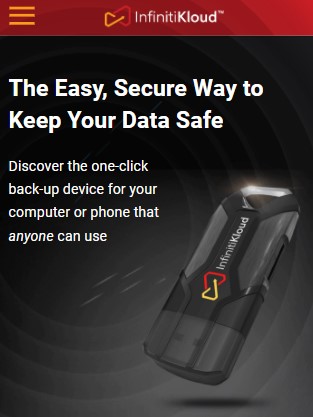 InfinitiKloud™
The Easy, Secure Way to
Keep Your Data Safe
Discover the one-click
back-up device for your
computer or phone that
anyone can use
InfinitiKloud